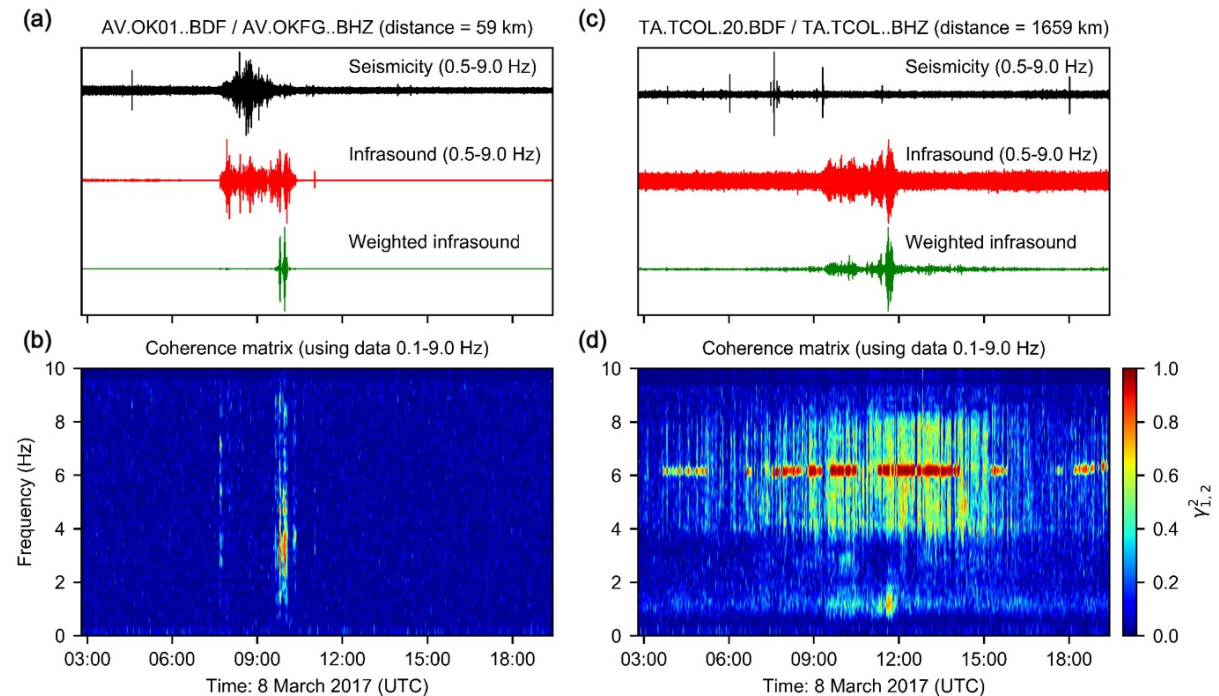 (a)
AV.OK01..BDF / AV.OKFG..BHZ (distance = 59 km)
Seismicity (0.5-9.0 Hz)
Infrasound (0.5-9.0 Hz)
Weighted infrasound
(c)
TA.TCOL.20.BDF / TA.TCOL..BHZ (distance = 1659 km)
Seismicity (0.5-9.0 Hz)
Infrasound (0.5-9.0 Hz)
Weighted infrasound
(b)
Coherence matrix (using data 0.1-9.0 Hz)
10
8
6
4
2
0
Frequency (Hz)
03:00 06:00 09:00 12:00 15:00 18:00
Time: 8 March 2017 (UTC)
(d)
Coherence matrix (using data 0.1-9.0 Hz)
10
8
6
4
2
0
03:00 06:00 09:00 12:00 15:00 18:00
Time: 8 March 2017 (UTC)
1.0
0.8
0.6
0.4
0.2
0.0
γ²₁,₂